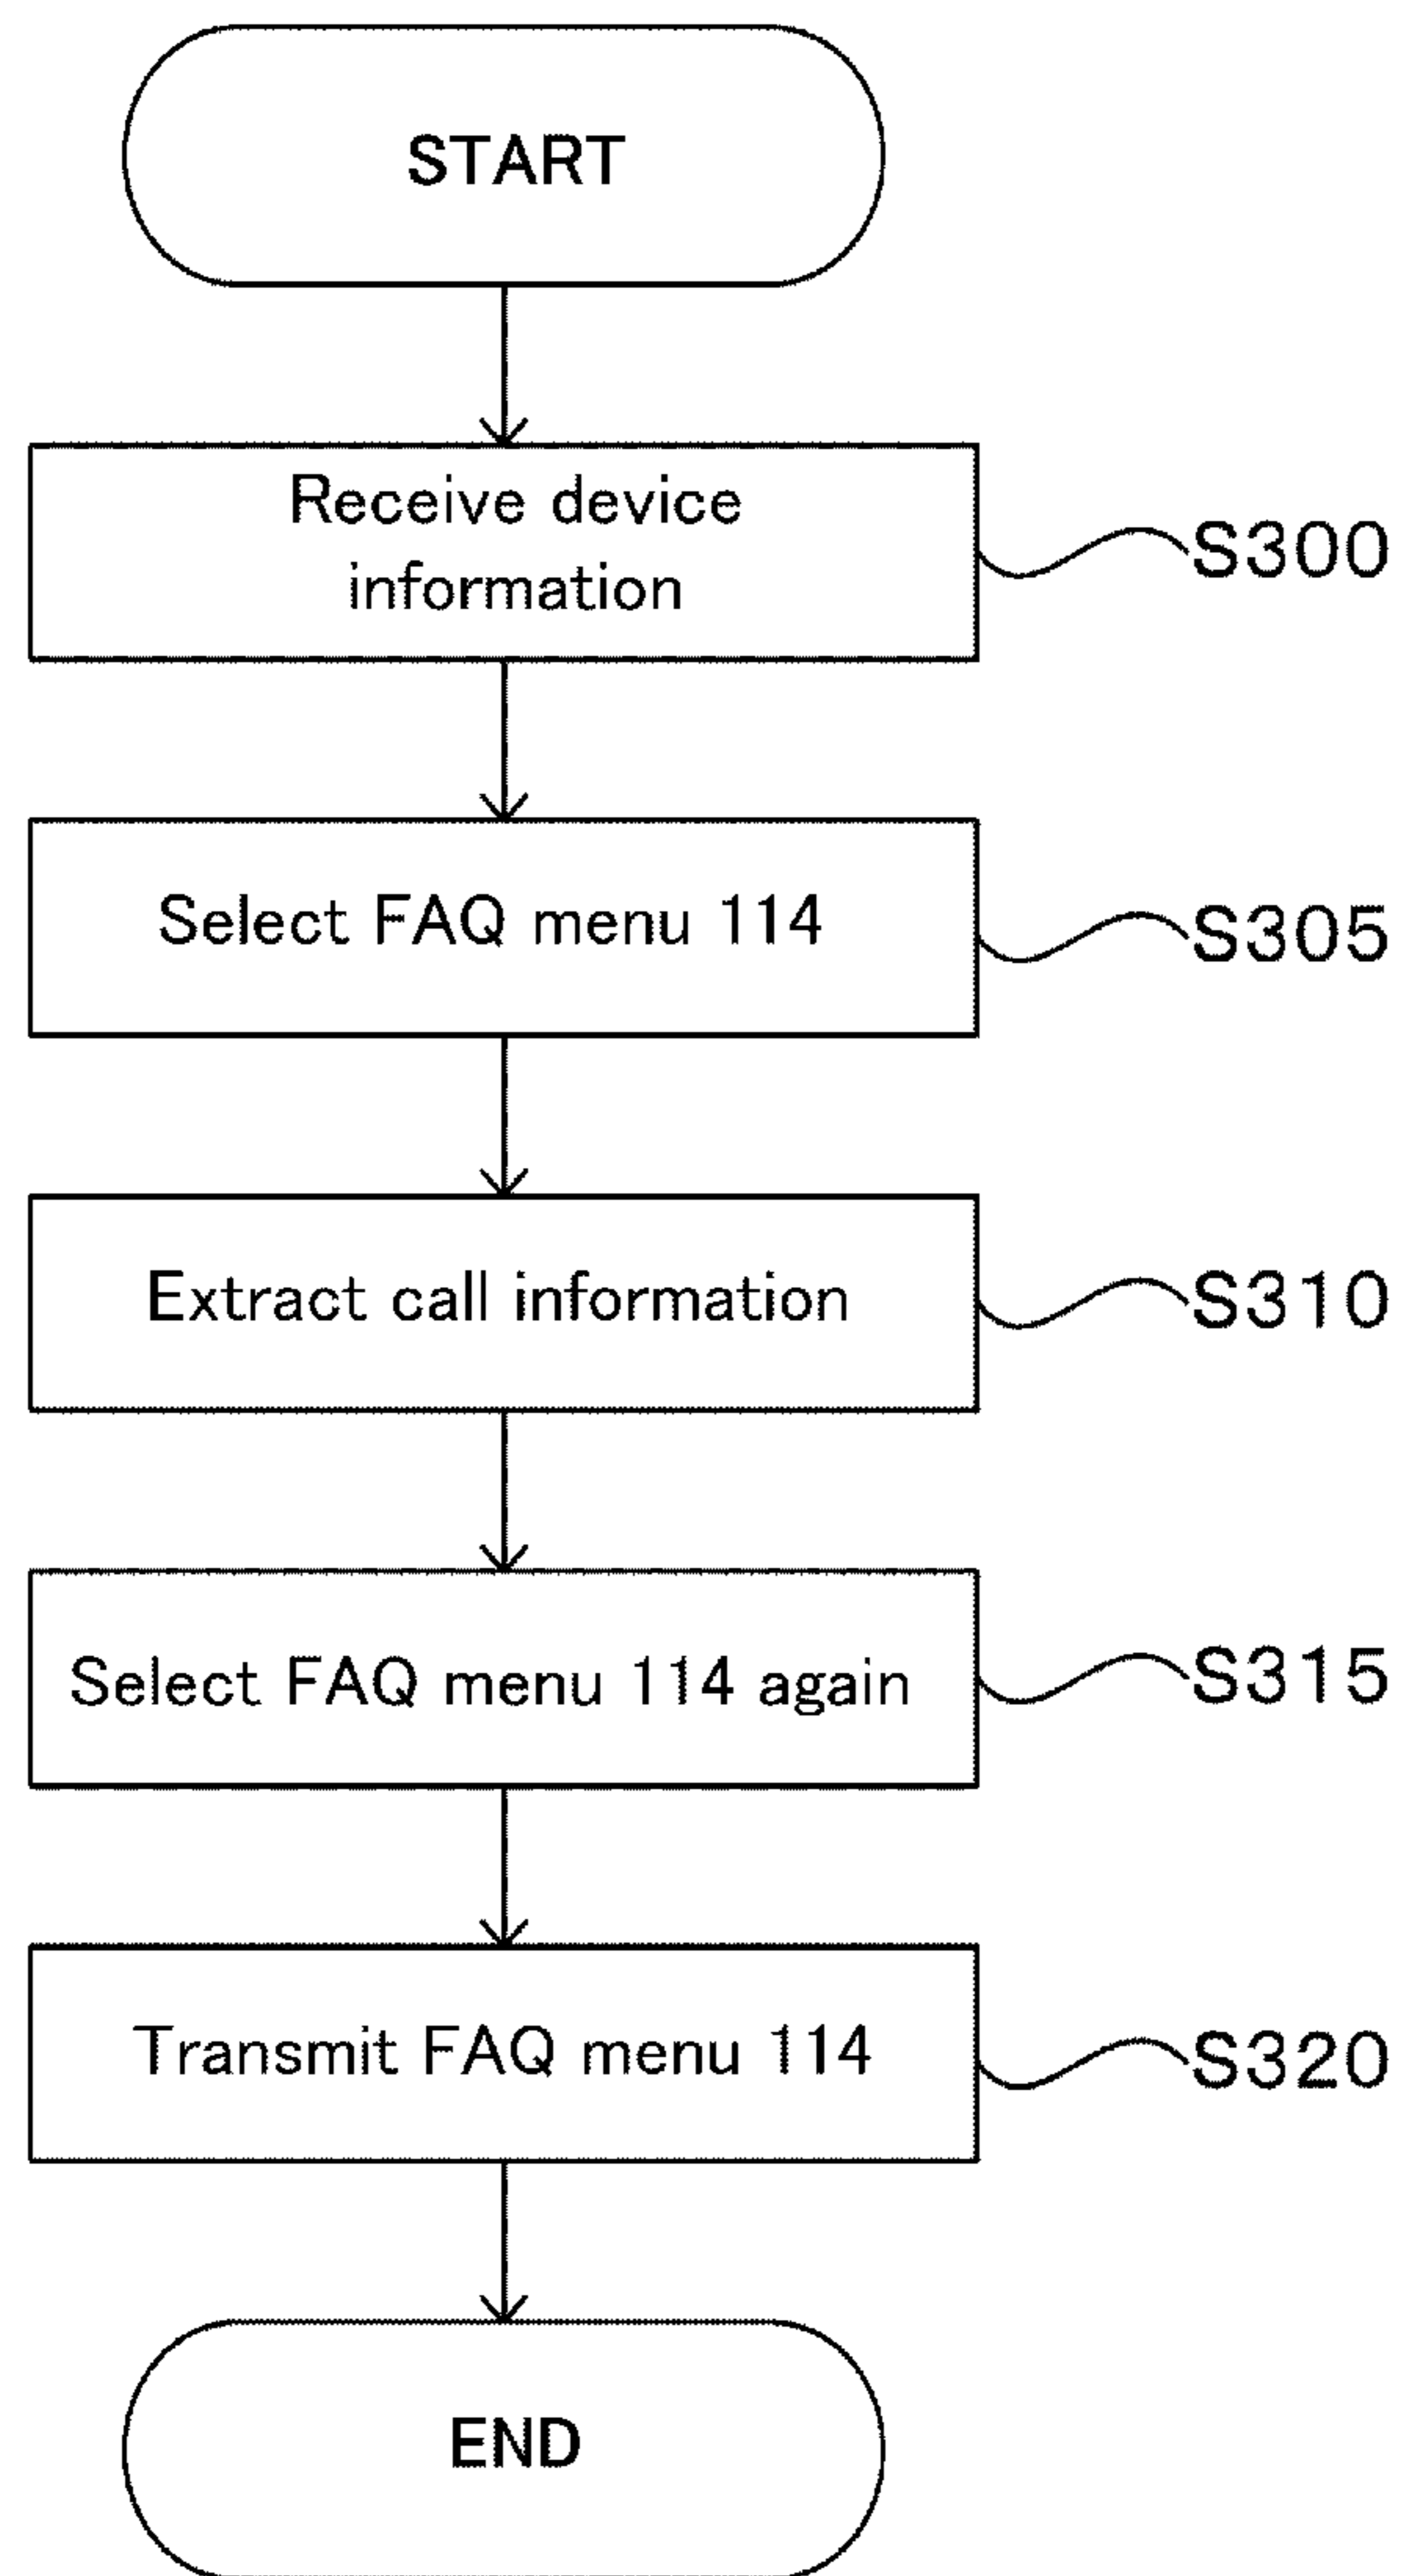 START
Receive device
information
S300
Select FAQ menu 114
S305
Extract call information
S310
Select FAQ menu 114 again
S315
Transmit FAQ menu 114
S320
END